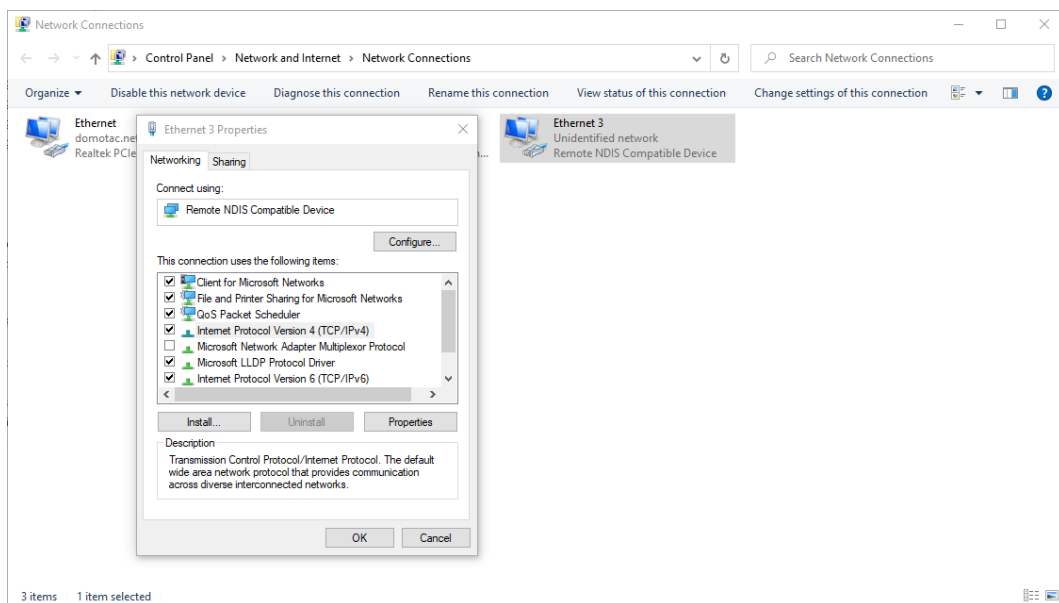 Network Connections
Control Panel > Network and Internet > Network Connections
Search Network Connections
Organize Disable this network device Diagnose this connection Rename this connection View status of this connection Change settings of this connection
Ethernet
domotac.net
Realtek PCIe
Ethernet 3
Unidentified network
Remote NDIS Compatible Device
Ethernet 3 Properties
Networking Sharing
Connect using:
Remote NDIS Compatible Device
Configure...
This connection uses the following items:
Client for Microsoft Networks
File and Printer Sharing for Microsoft Networks
QoS Packet Scheduler
Internet Protocol Version 4 (TCP/IPv4)
Microsoft Network Adapter Multiplexor Protocol
Microsoft LLDP Protocol Driver
Internet Protocol Version 6 (TCP/IPv6)
Install... Uninstall Properties
Description
Transmission Control Protocol/Internet Protocol. The default
wide area network protocol that provides communication
across diverse interconnected networks.
OK Cancel
3 items 1 item selected